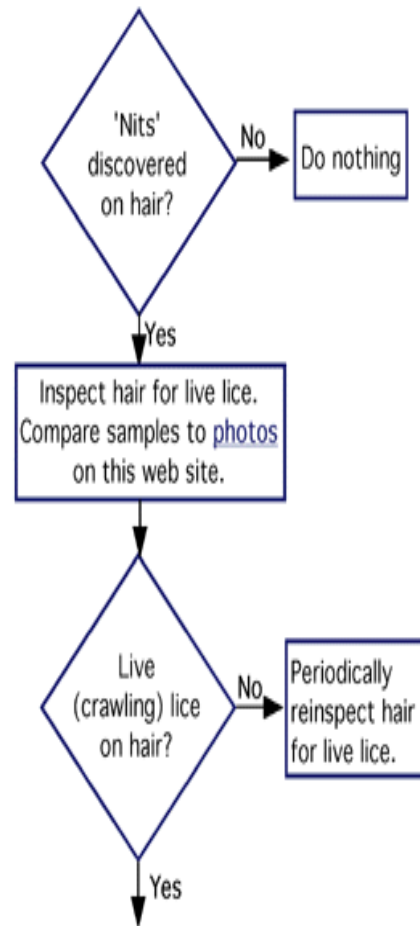 'Nits'
discovered
on hair?
No
Do nothing
Yes
Inspect hair for live lice.
Compare samples to photos
on this web site.
Live
(crawling) lice
on hair?
No
Periodically
reinspect hair
for live lice.
Yes